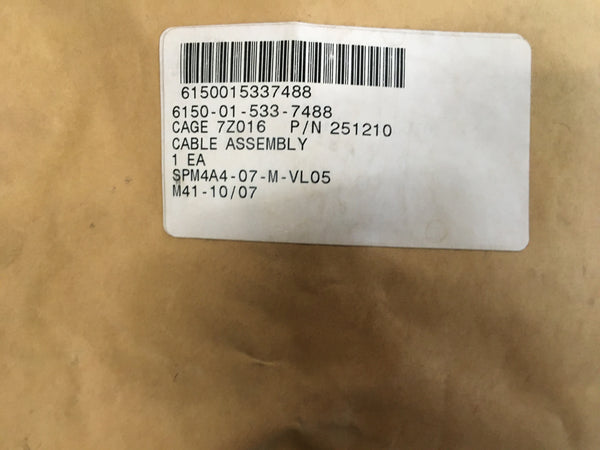 6150015337488
6150-01-533-7488
CAGE 7Z016 P/N 251210
CABLE ASSEMBLY
1 EA
SPM4A4-07-M-VL05
M41-10/07